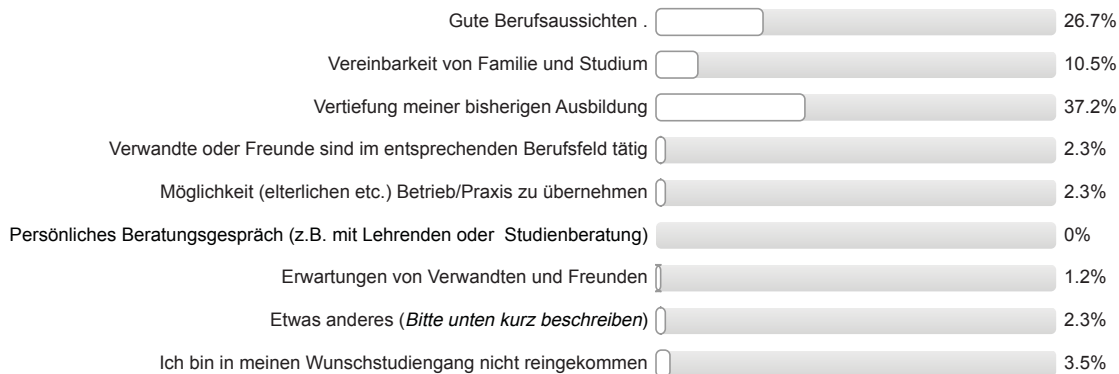 Gute Berufsaussichten . 26.7%
Vereinbarkeit von Familie und Studium 10.5%
Vertiefung meiner bisherigen Ausbildung 37.2%
Verwandte oder Freunde sind im entsprechenden Berufsfeld tätig 2.3%
Möglichkeit (elterlichen etc.) Betrieb/Praxis zu übernehmen 2.3%
Persönliches Beratungsgespräch (z.B. mit Lehrenden oder Studienberatung) 0%
Erwartungen von Verwandten und Freunden 1.2%
Etwas anderes (Bitte unten kurz beschreiben) 2.3%
Ich bin in meinen Wunschstudiengang nicht reingekommen 3.5%